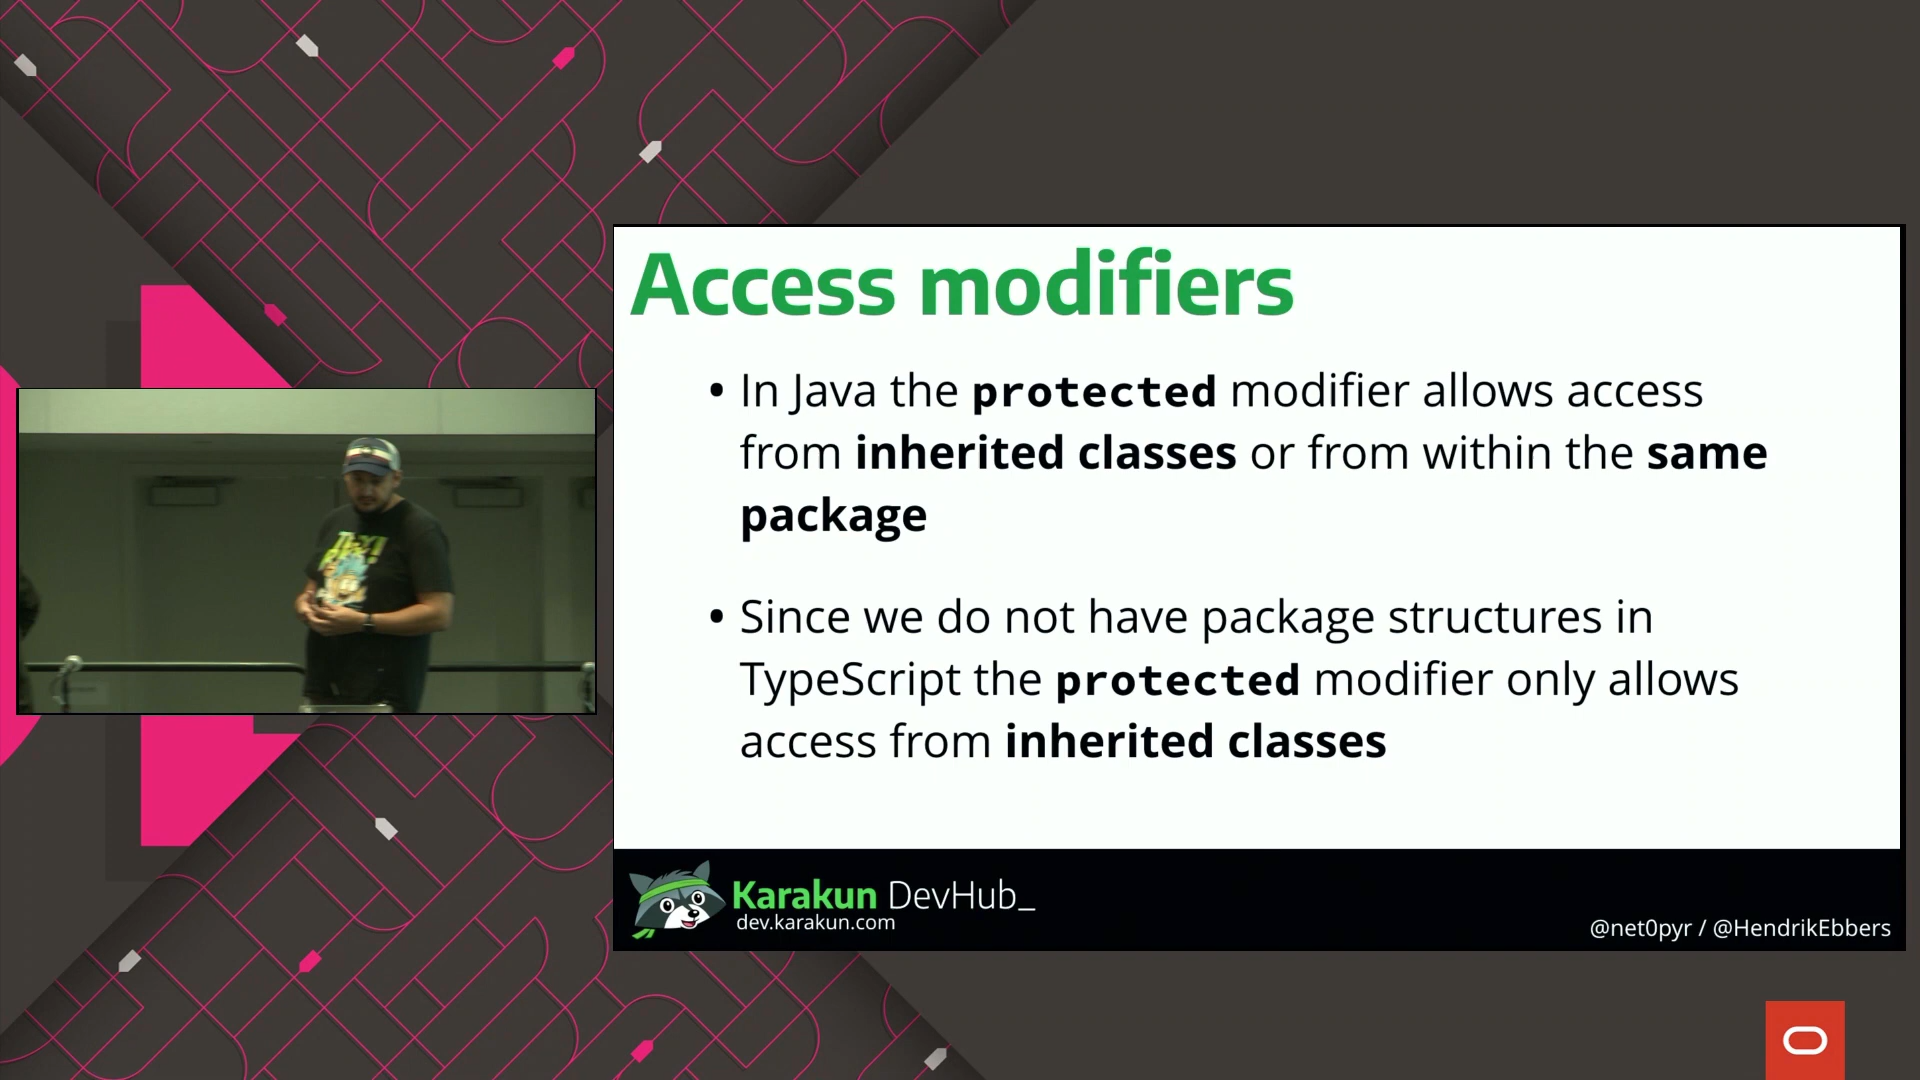 Access modifiers
• In Java the protected modifier allows access
from inherited classes or from within the same
package
• Since we do not have package structures in
TypeScript the protected modifier only allows
access from inherited classes
Karakun DevHub_
dev.karakun.com
@net0pyr / @HendrikEbbers